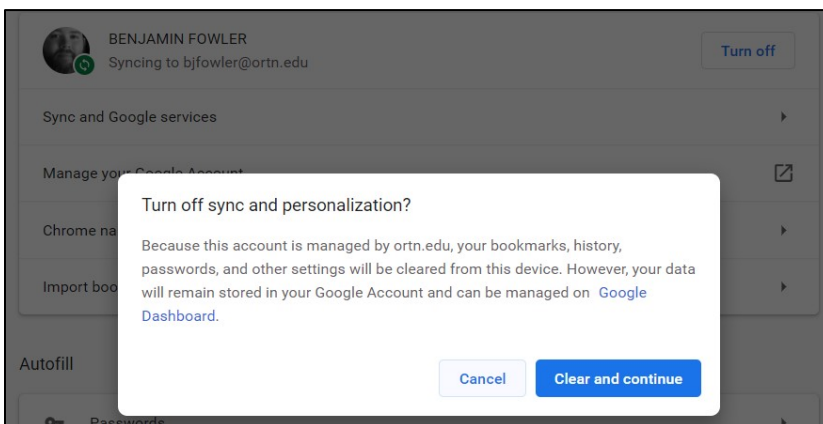 BENJAMIN FOWLER
Syncing to bjfowler@ortn.edu
Turn off
Sync and Google services
Manage your Google Account
Turn off sync and personalization?
Chrome na
Because this account is managed by ortn.edu, your bookmarks, history,
passwords, and other settings will be cleared from this device. However, your data
Import boo
will remain stored in your Google Account and can be managed on Google
Dashboard.
Autofill
Cancel
Clear and continue
Passwords